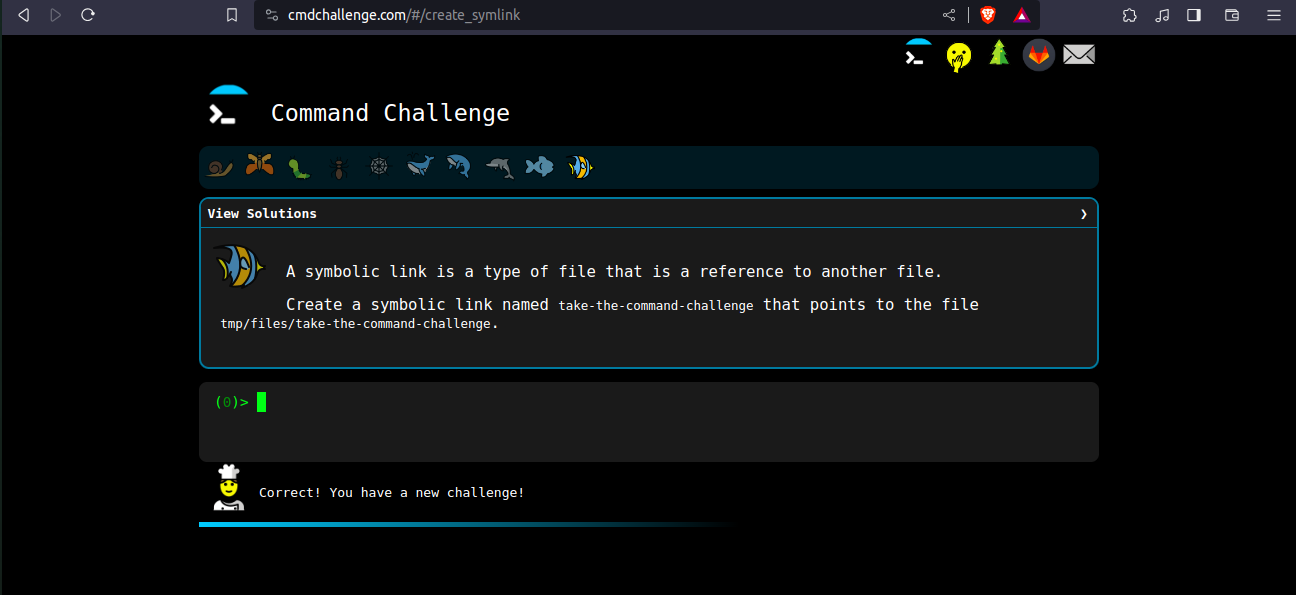 cmdchallenge.com/#/create_symlink
Command Challenge
View Solutions
A symbolic link is a type of file that is a reference to another file.
Create a symbolic link named take-the-command-challenge that points to the file
tmp/files/take-the-command-challenge.
(0)>
Correct! You have a new challenge!